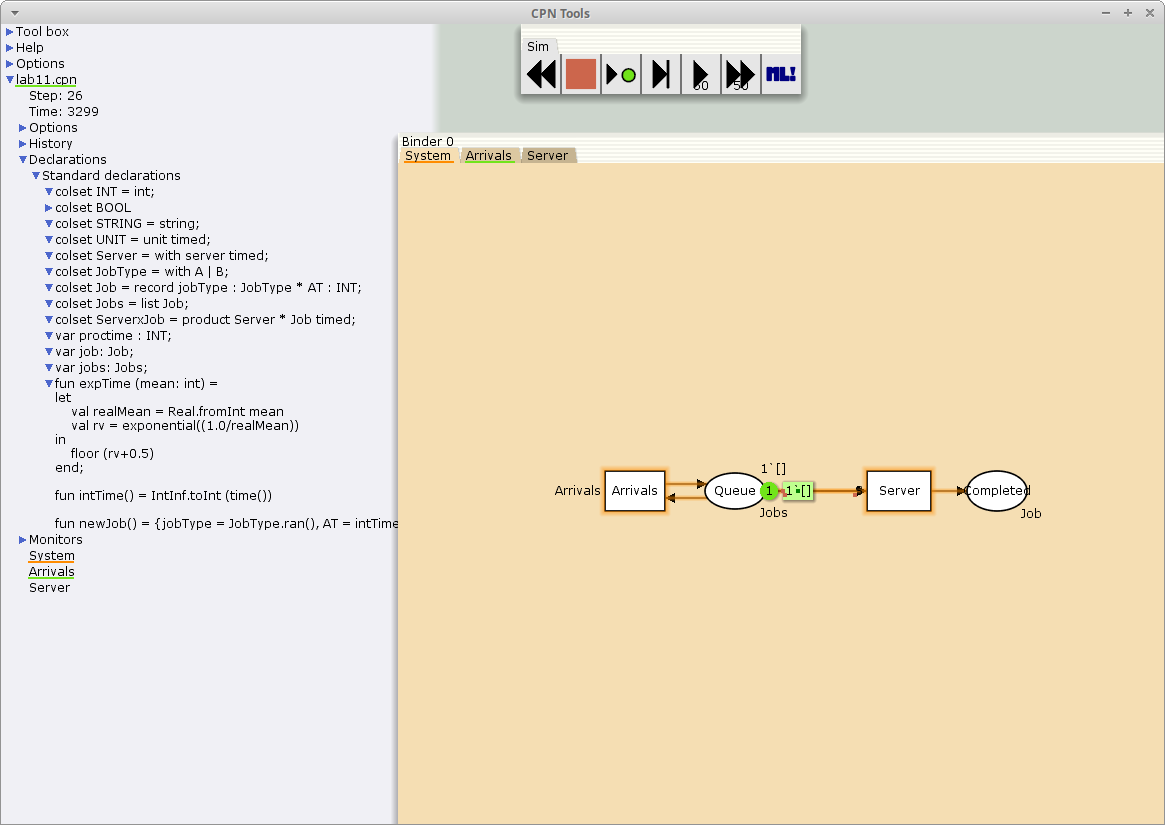 CPN Tools
Tool box
Help
Options
lab11.cpn
Step: 26
Time: 3299
Options
History
Declarations
Standard declarations
colset INT = int;
colset BOOL
colset STRING = string;
colset UNIT = unit timed;
colset Server = with server timed;
colset JobType = with A | B;
colset Job = record jobType : JobType * AT : INT;
colset Jobs = list Job;
colset ServerxJob = product Server * Job timed;
var proctime : INT;
var job: Job;
var jobs: Jobs;
fun expTime (mean: int) =
let
val realMean = Real.fromInt mean
val rv = exponential((1.0/realMean))
in
floor (rv+0.5)
end;
fun intTime() = IntInf.toInt (time())
fun newJob() = {jobType = JobType.ran(), AT = intTime
Monitors
System
Arrivals
Server
Sim
50
ML!
Binder 0
System Arrivals Server
1`[]
Arrivals Arrivals Queue 1 1`[] Server Completed
Jobs Job